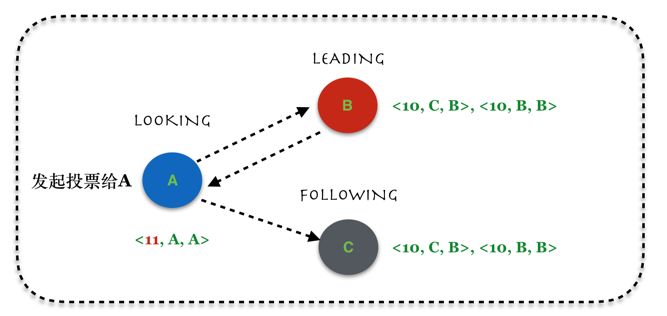 LEADING
B
<10, C, B>, <10, B, B>
LOOKING
发起投票给A
A
<11, A, A>
FOLLOWING
C
<10, C, B>, <10, B, B>